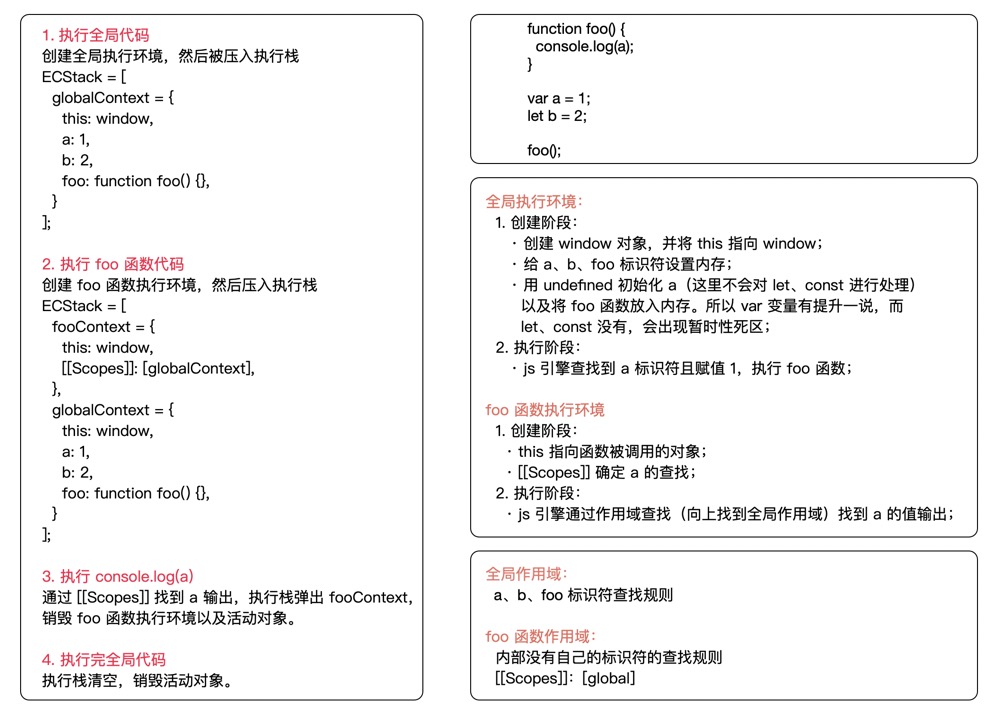 1. 执行全局代码
创建全局执行环境，然后被压入执行栈
ECStack = [
globalContext = {
this: window,
a: 1,
b: 2,
foo: function foo() {},
}
];
2. 执行 foo 函数代码
创建 foo 函数执行环境，然后压入执行栈
ECStack = [
fooContext = {
this: window,
[[Scopes]]: [globalContext],
},
globalContext = {
this: window,
a: 1,
b: 2,
foo: function foo() {},
}
];
3. 执行 console.log(a)
通过 [[Scopes]] 找到 a 输出，执行栈弹出 fooContext，
销毁 foo 函数执行环境以及活动对象。
4. 执行完全局代码
执行栈清空，销毁活动对象。
function foo() {
console.log(a);
}
var a = 1;
let b = 2;
foo();
全局执行环境：
1. 创建阶段：
· 创建 window 对象，并将 this 指向 window；
· 给 a、b、foo 标识符设置内存；
· 用 undefined 初始化 a（这里不会对 let、const 进行处理）
以及将 foo 函数放入内存。所以 var 变量有提升一说，而
let、const 没有，会出现暂时性死区；
2. 执行阶段：
· js 引擎查找到 a 标识符且赋值 1，执行 foo 函数；
foo 函数执行环境
1. 创建阶段：
· this 指向函数被调用的对象；
· [[Scopes]] 确定 a 的查找；
2. 执行阶段：
· js 引擎通过作用域查找（向上找到全局作用域）找到 a 的值输出；
全局作用域：
a、b、foo 标识符查找规则
foo 函数作用域：
内部没有自己的标识符的查找规则
[[Scopes]]：[global]